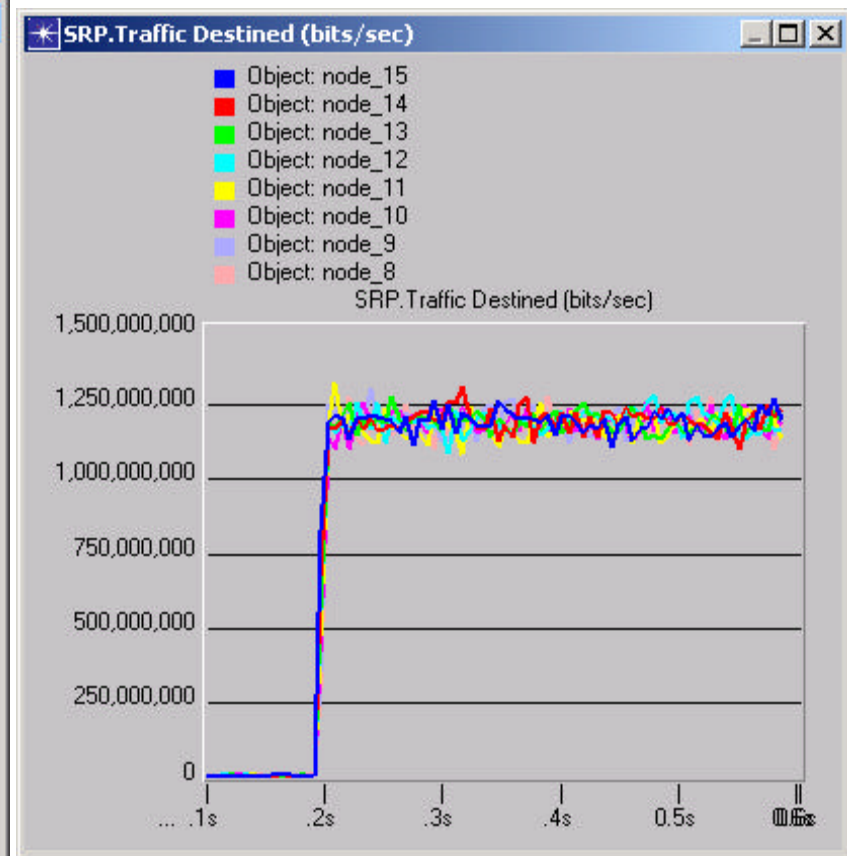 SRP.Traffic Destined (bits/sec)
Object: node_15
Object: node_14
Object: node_13
Object: node_12
Object: node_11
Object: node_10
Object: node_9
Object: node_8
SRP.Traffic Destined (bits/sec)
1,500,000,000
1,250,000,000
1,000,000,000
750,000,000
500,000,000
250,000,000
0
... .1s .2s .3s .4s 0.5s